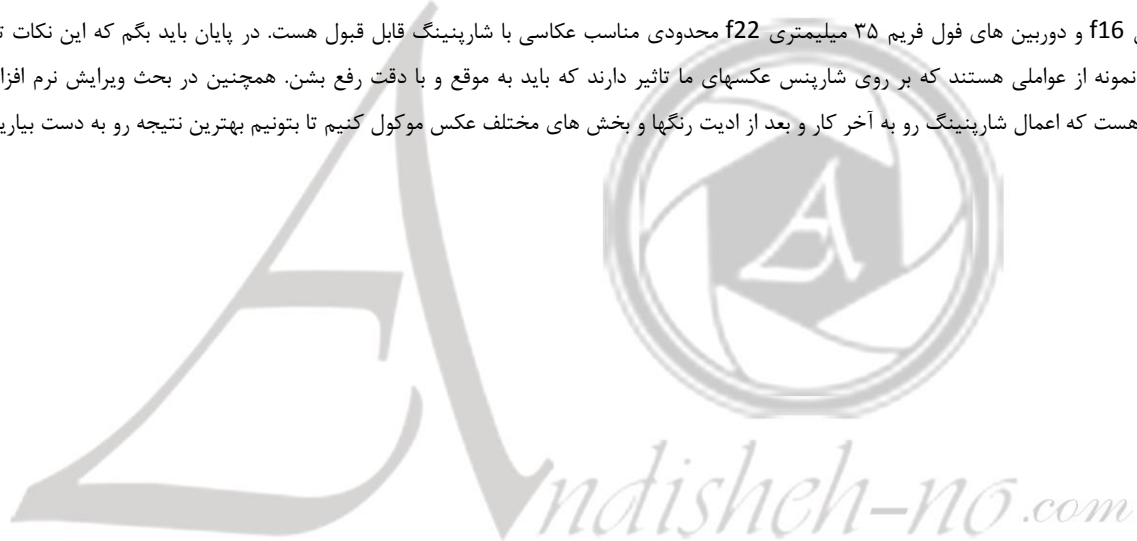 f16 و دوربین های فول فریم ۳۵ میلیمتری f22 محدودی مناسب عکاسی با شارپنینگ قابل قبول هست. در پایان باید بگم که این نکات
نمونه از عواملی هستند که بر روی شارپنس عکسهای ما تاثیر دارند که باید به موقع و با دقت رفع بشن. همچنین در بحث ویرایش نرم
هست که اعمال شارپنینگ رو به آخر کار و بعد از ادیت رنگها و بخش های مختلف عکس موکول کنیم تا بتونیم بهترین نتیجه رو به دست
EA
Andisheh-no.com